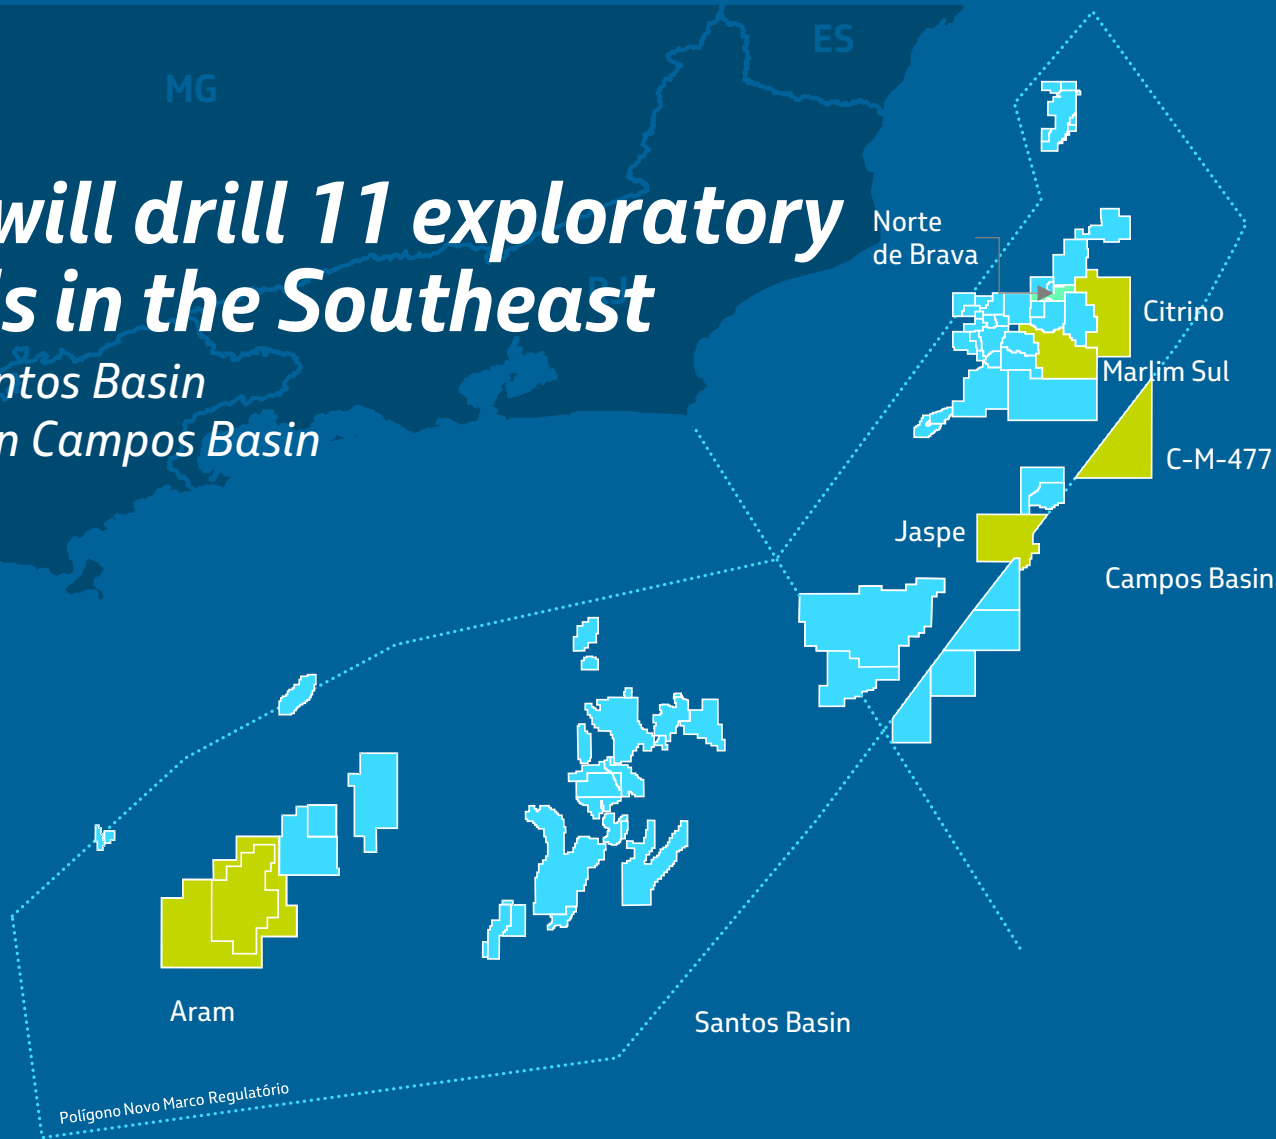 MG
ES
will drill 11 exploratory
s in the Southeast
ntos Basin
n Campos Basin
RJ
Norte
de Brava
Citrino
Marlim Sul
C-M-477
Jaspe
Campos Basin
Aram
Santos Basin
Polígono Novo Marco Regulatório